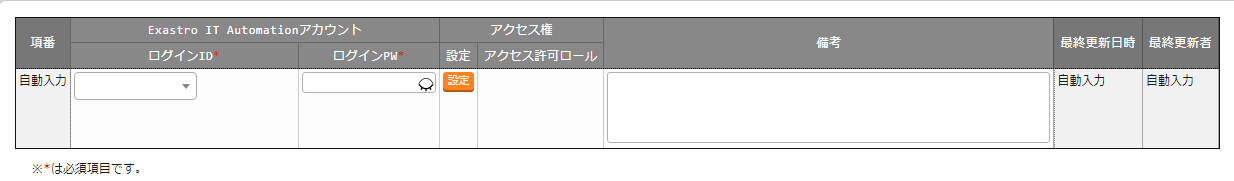 項番 Exastro IT Automationアカウント アクセス権 備考 最終更新日時 最終更新者
ログインID* ログインPW* 設定 アクセス許可ロール
自動入力 設定 自動入力 自動入力
※*は必須項目です。